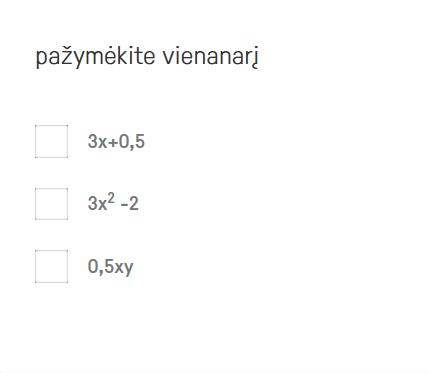 pažymėkite vienanarį
3x+0,5
3x² -2
0,5xy